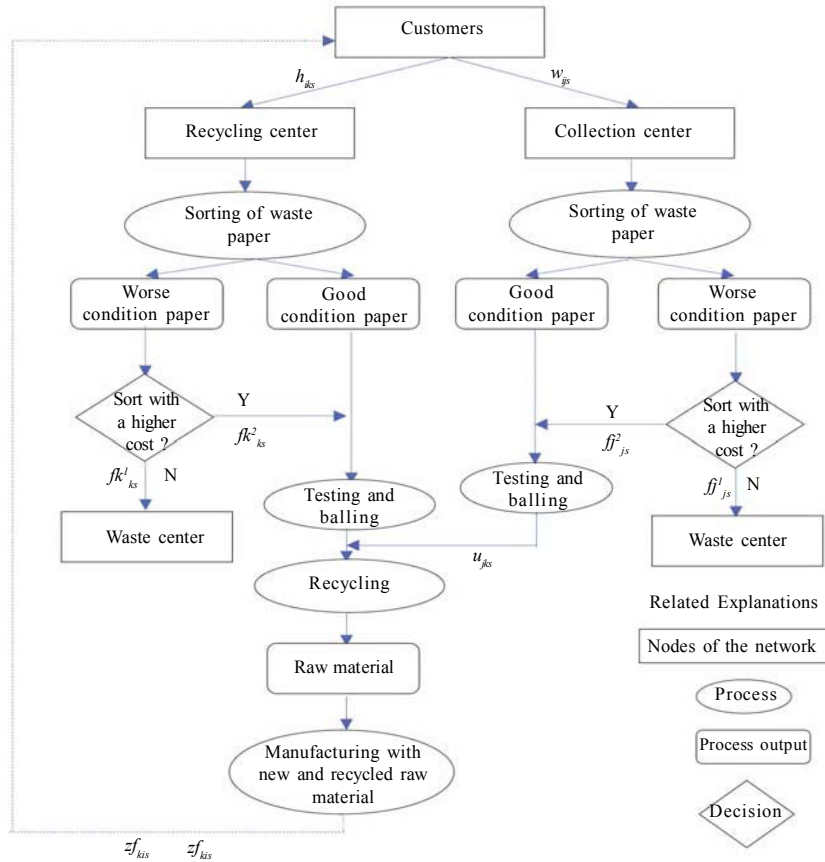 Customers
h_iks
w_ijs
Recycling center
Collection center
Sorting of waste
paper
Sorting of waste
paper
Worse
condition paper
Good
condition paper
Good
condition paper
Worse
condition paper
Sort with
a higher
cost ?
Y
fk²_ks
Y
fj²_js
Sort with
a higher
cost ?
fk¹_ks N
fj¹_js N
Testing and
balling
Testing and
balling
Waste center
Waste center
u_jks
Recycling
Related Explanations
Nodes of the network
Raw material
Process
Manufacturing with
new and recycled raw
material
Process output
Decision
zf_kis zf_kis